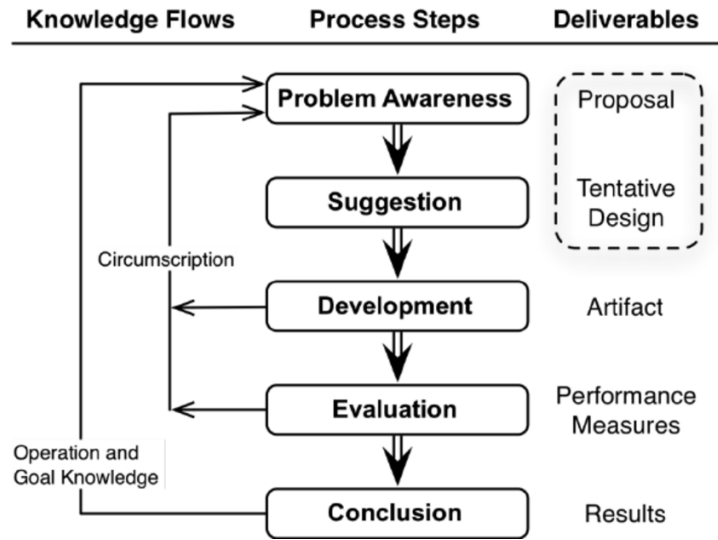 Knowledge Flows Process Steps Deliverables
Problem Awareness Proposal
Suggestion Tentative
Design
Circumscription
Development Artifact
Evaluation Performance
Measures
Operation and
Goal Knowledge
Conclusion Results